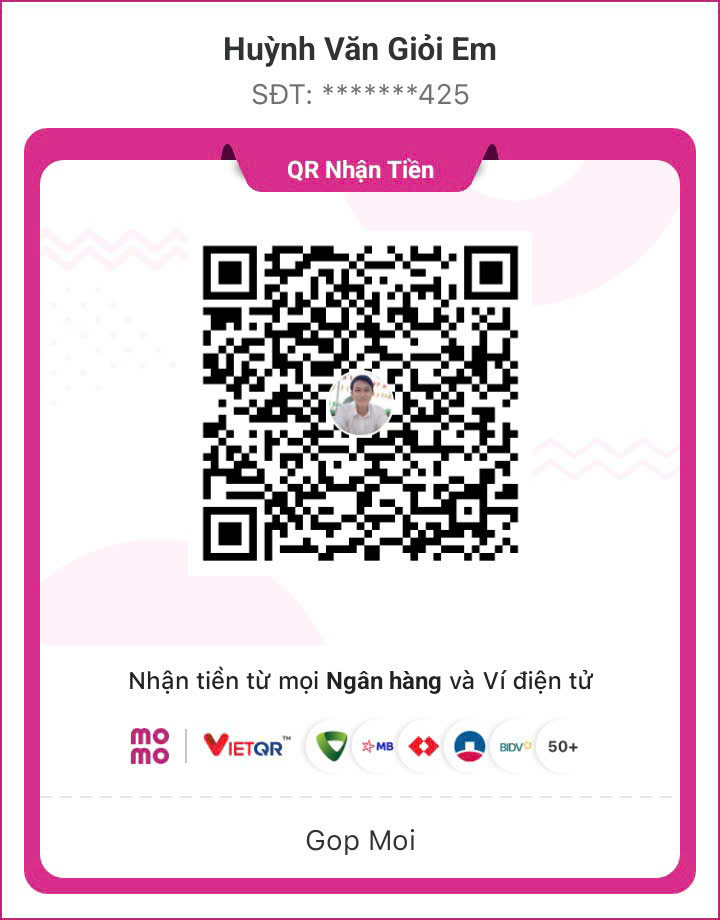 Huỳnh Văn Giỏi Em
SĐT: *******425
QR Nhận Tiền
Nhận tiền từ mọi Ngân hàng và Ví điện tử
mo mo VIETQR™ MB BIDV 50+
Gop Moi